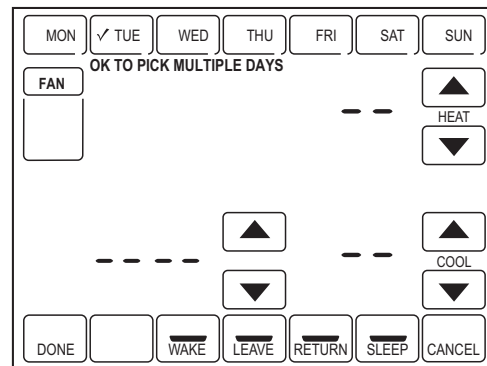 MON ✓ TUE WED THU FRI SAT SUN
OK TO PICK MULTIPLE DAYS
FAN
-- HEAT
---- -- COOL
DONE WAKE LEAVE RETURN SLEEP CANCEL